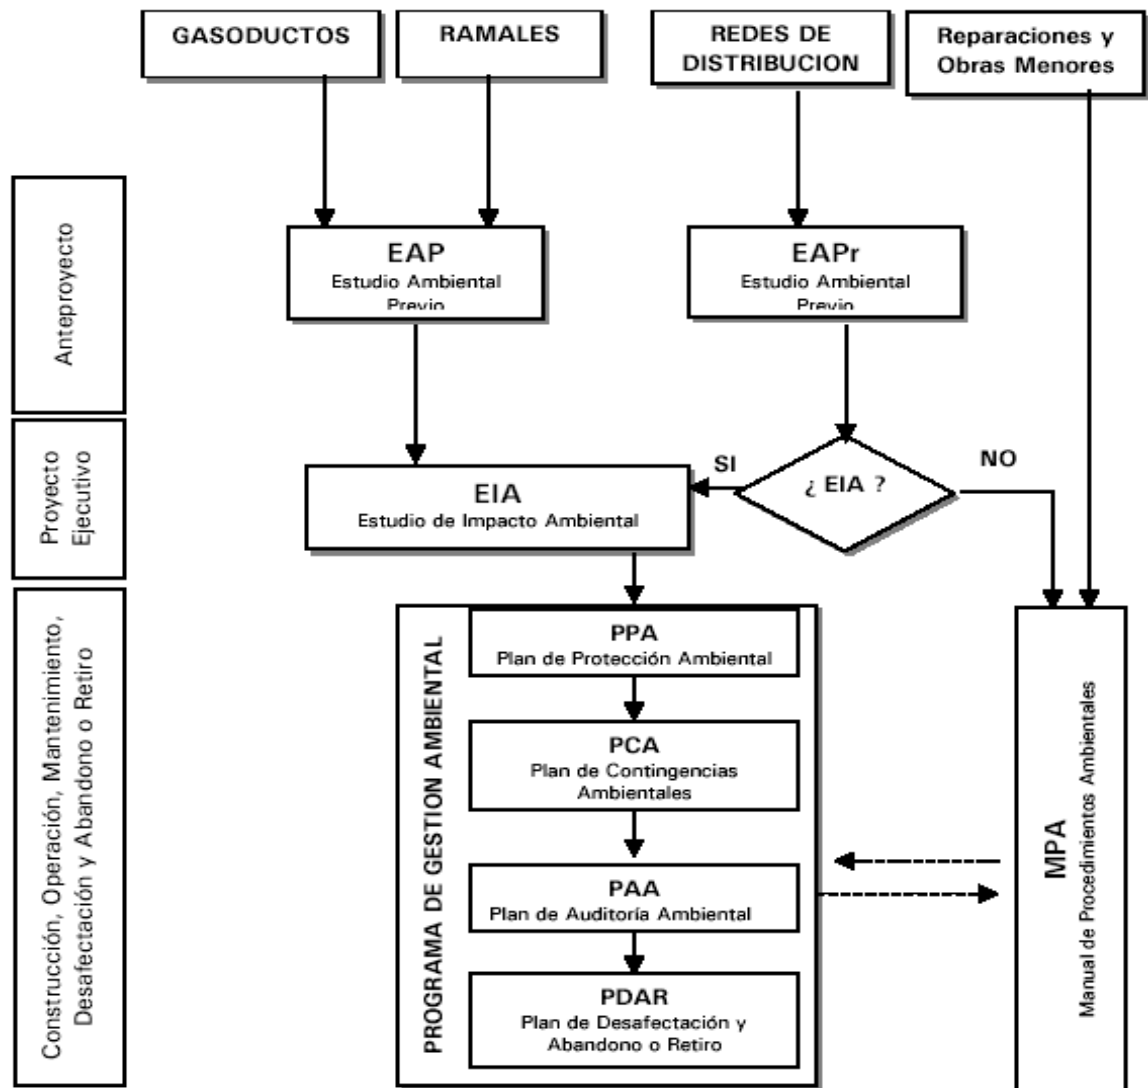 GASODUCTOS
RAMALES
REDES DE
DISTRIBUCION
Reparaciones y
Obras Menores
Anteproyecto
EAP
Estudio Ambiental
Previo
EAPr
Estudio Ambiental
Previo
Proyecto
Ejecutivo
EIA
Estudio de Impacto Ambiental
SI
¿ EIA ?
NO
Construcción, Operación, Mantenimiento,
Desafectación y Abandono o Retiro
PROGRAMA DE GESTION AMBIENTAL
PPA
Plan de Protección Ambiental
PCA
Plan de Contingencias
Ambientales
PAA
Plan de Auditoría Ambiental
PDAR
Plan de Desafectación y
Abandono o Retiro
MPA
Manual de Procedimientos Ambientales